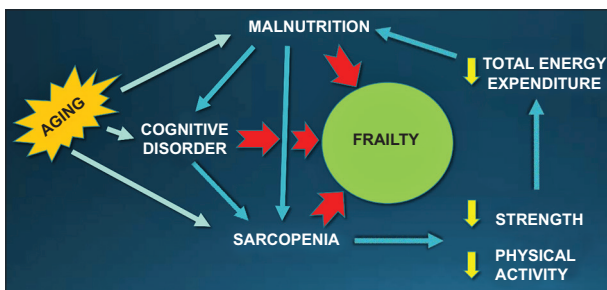 MALNUTRITION
TOTAL ENERGY
EXPENDITURE
AGING
COGNITIVE
DISORDER
FRAILTY
STRENGTH
SARCOPENIA
PHYSICAL
ACTIVITY